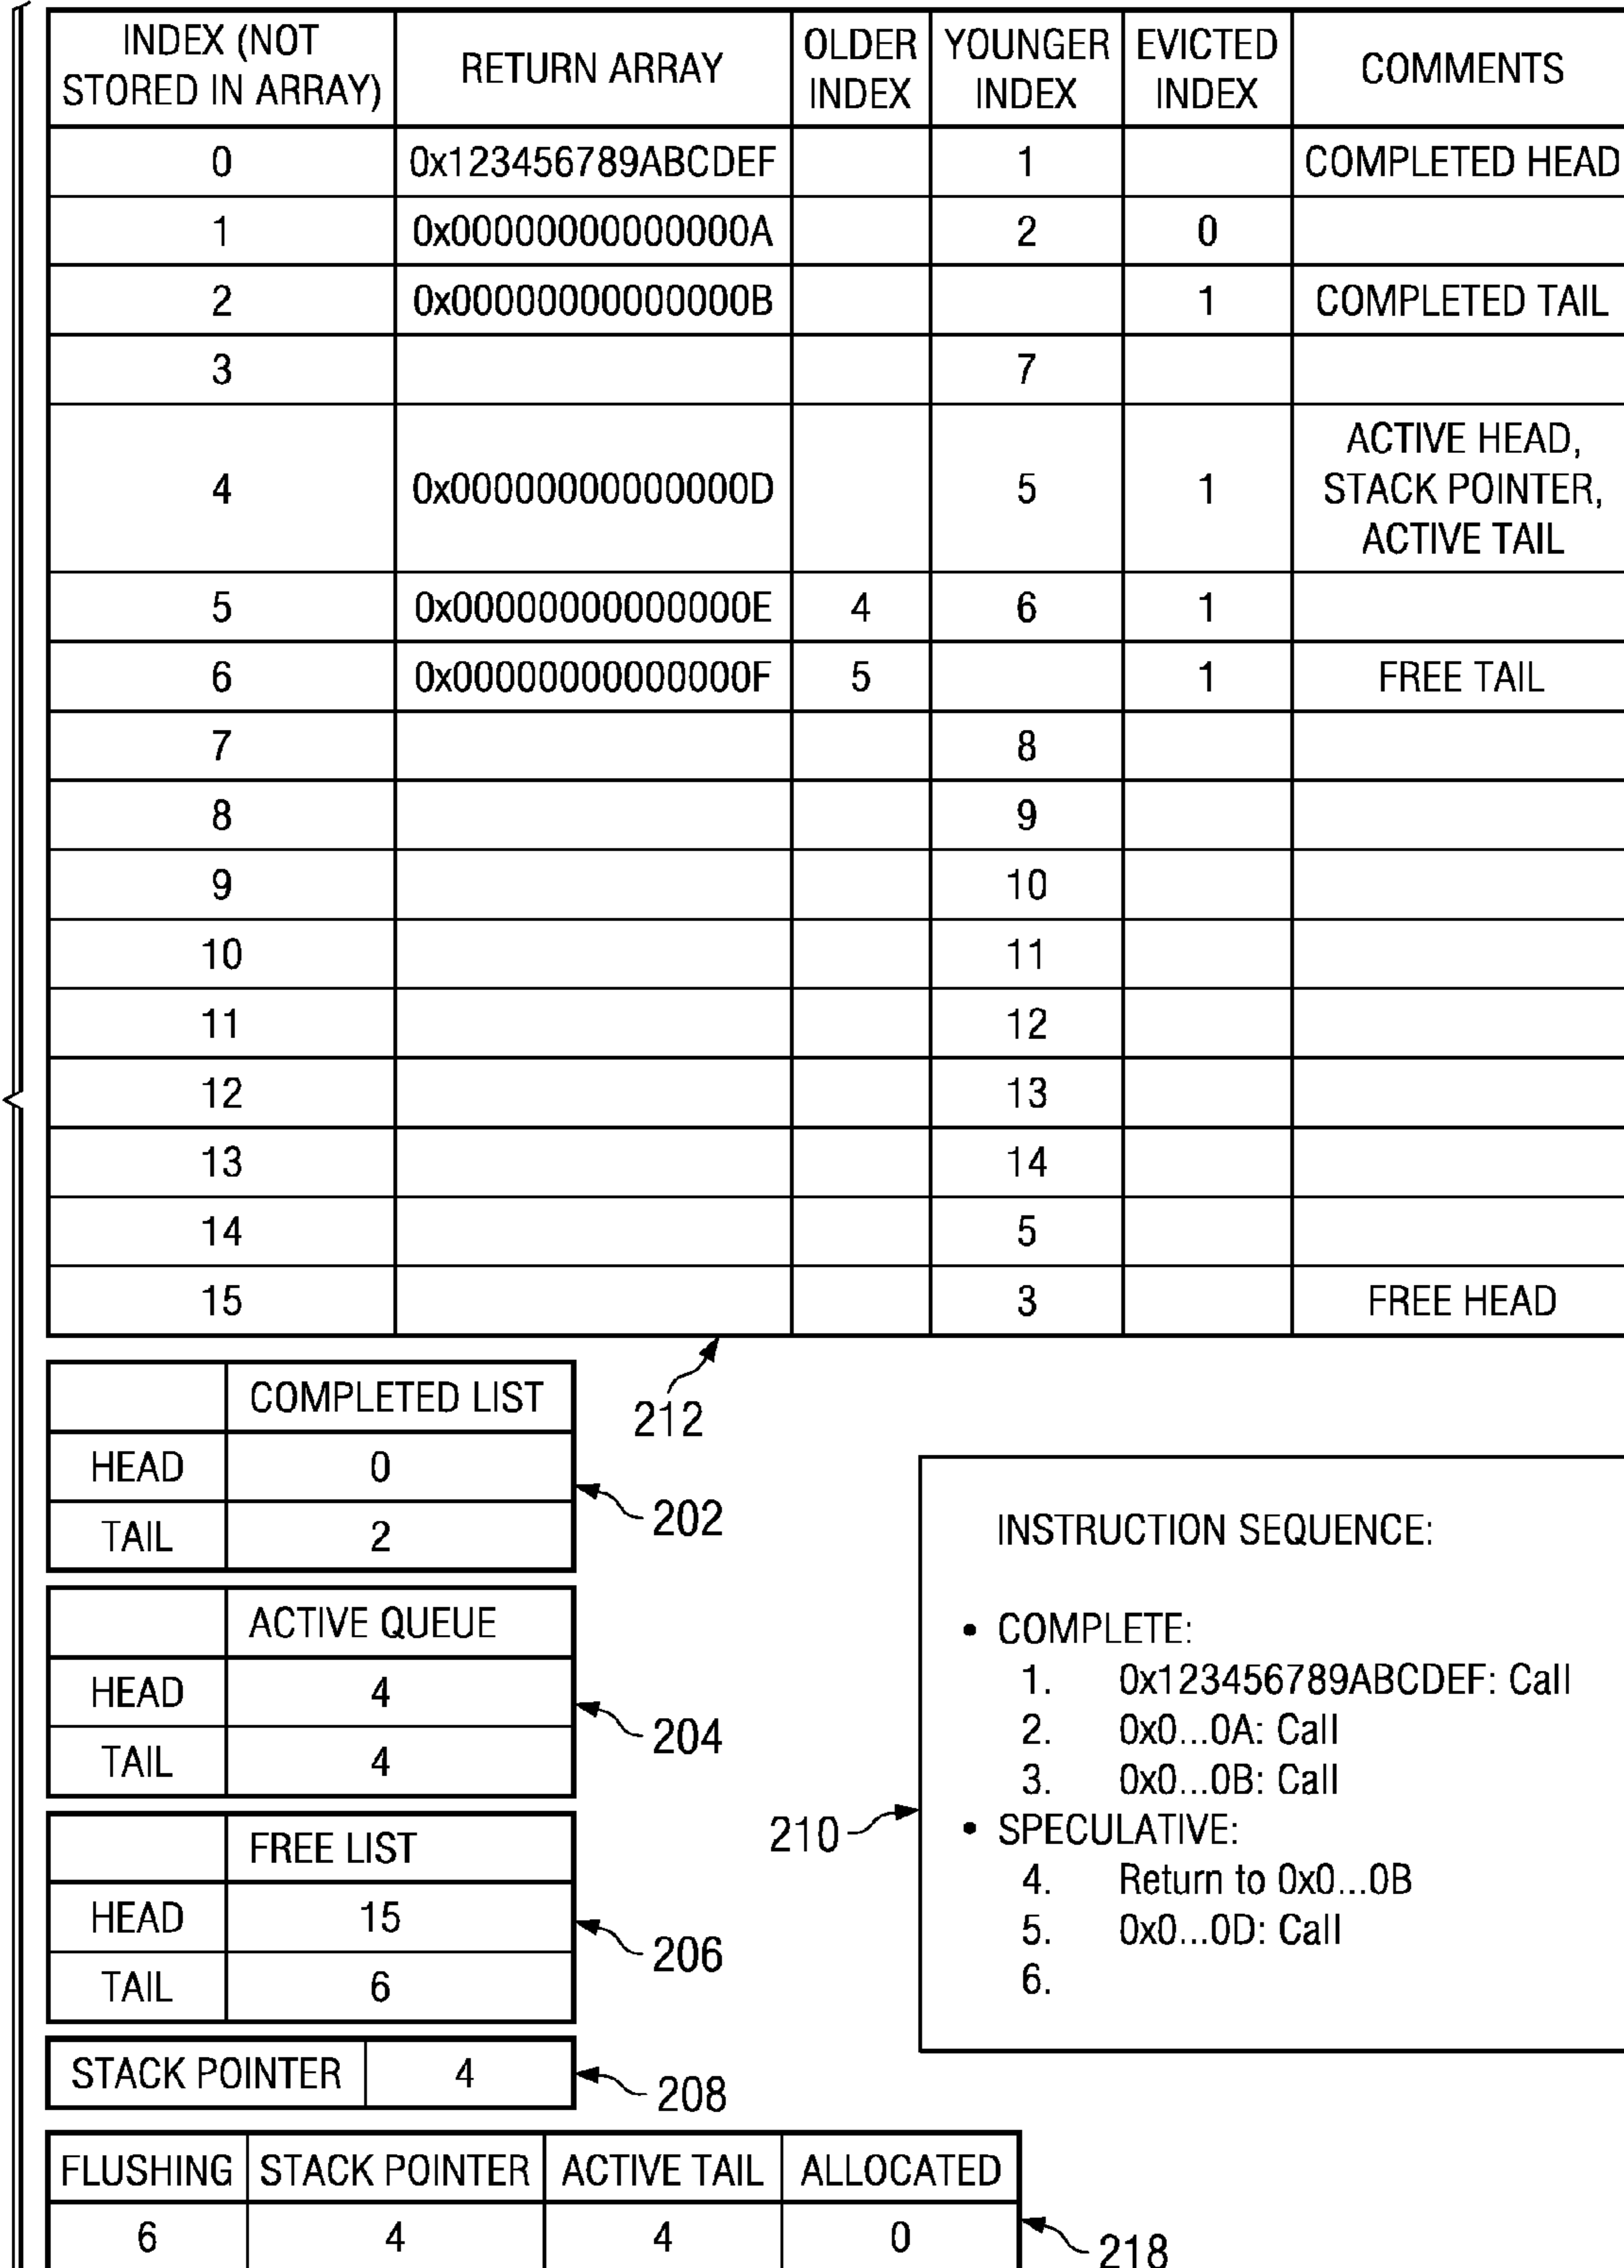 INDEX (NOT STORED IN ARRAY) RETURN ARRAY OLDER INDEX YOUNGER INDEX EVICTED INDEX COMMENTS
0 0x123456789ABCDEF 1 COMPLETED HEAD
1 0x00000000000000A 2 0
2 0x00000000000000B 1 COMPLETED TAIL
3 7
4 0x00000000000000D 5 1 ACTIVE HEAD, STACK POINTER, ACTIVE TAIL
5 0x00000000000000E 4 6 1
6 0x00000000000000F 5 1 FREE TAIL
7 8
8 9
9 10
10 11
11 12
12 13
13 14
14 5
15 3 FREE HEAD
212
COMPLETED LIST
HEAD 0
TAIL 2
202
ACTIVE QUEUE
HEAD 4
TAIL 4
204
FREE LIST
HEAD 15
TAIL 6
206
STACK POINTER 4
208
INSTRUCTION SEQUENCE:
• COMPLETE:
1. 0x123456789ABCDEF: Call
2. 0x0...0A: Call
3. 0x0...0B: Call
• SPECULATIVE:
4. Return to 0x0...0B
5. 0x0...0D: Call
6.
210
FLUSHING STACK POINTER ACTIVE TAIL ALLOCATED
6 4 4 0
218